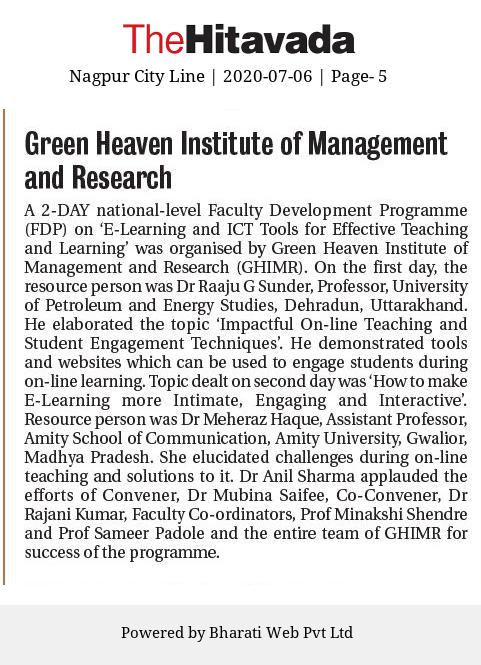 TheHitavada
Nagpur City Line | 2020-07-06 | Page- 5
Green Heaven Institute of Management
and Research
A 2-DAY national-level Faculty Development Programme
(FDP) on ‘E-Learning and ICT Tools for Effective Teaching
and Learning’ was organised by Green Heaven Institute of
Management and Research (GHIMR). On the first day, the
resource person was Dr Raaju G Sunder, Professor, University
of Petroleum and Energy Studies, Dehradun, Uttarakhand.
He elaborated the topic ‘Impactful On-line Teaching and
Student Engagement Techniques’. He demonstrated tools
and websites which can be used to engage students during
on-line learning. Topic dealt on second day was ‘How to make
E-Learning more Intimate, Engaging and Interactive’.
Resource person was Dr Meheraz Haque, Assistant Professor,
Amity School of Communication, Amity University, Gwalior,
Madhya Pradesh. She elucidated challenges during on-line
teaching and solutions to it. Dr Anil Sharma applauded the
efforts of Convener, Dr Mubina Saifee, Co-Convener, Dr
Rajani Kumar, Faculty Co-ordinators, Prof Minakshi Shendre
and Prof Sameer Padole and the entire team of GHIMR for
success of the programme.
Powered by Bharati Web Pvt Ltd